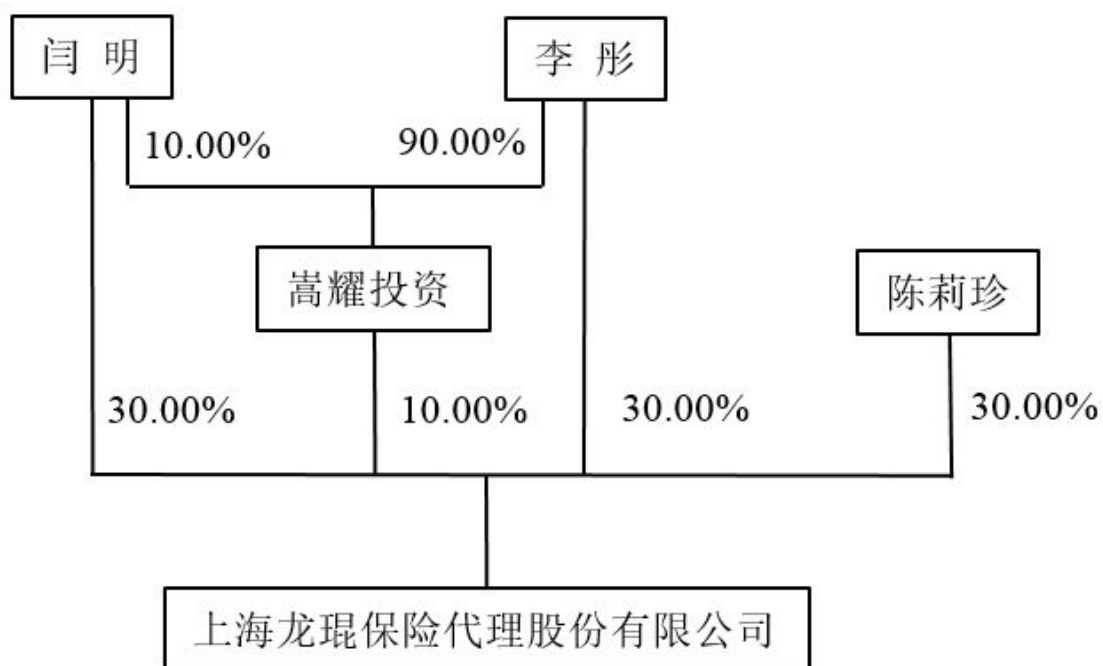 闫 明
李 彤
10.00%
90.00%
嵩耀投资
陈莉珍
30.00%
10.00%
30.00%
30.00%
上海龙琨保险代理股份有限公司